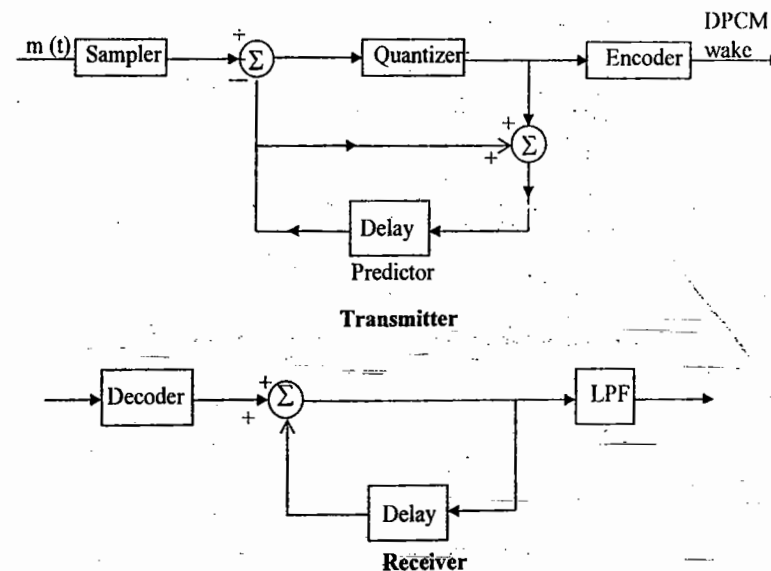 DPCM
m (t) Sampler + Σ Quantizer Encoder wake
−
+
+ Σ
Delay
Predictor
Transmitter
Decoder + Σ LPF
+
Delay
Receiver